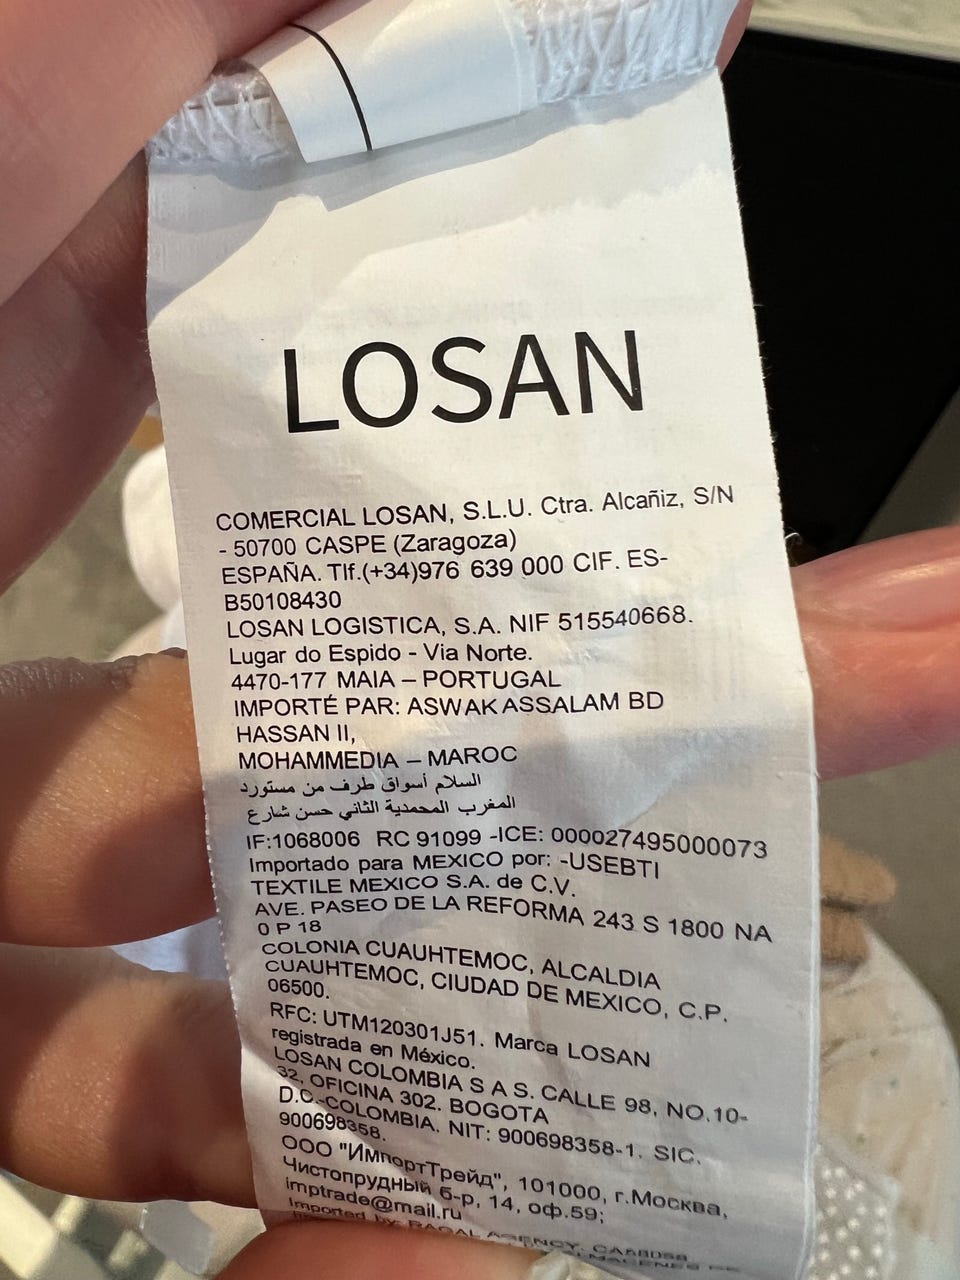 LOSAN
COMERCIAL LOSAN, S.L.U. Ctra. Alcañiz, S/N
- 50700 CASPE (Zaragoza)
ESPAÑA. Tlf.(+34)976 639 000 CIF. ES-
B50108430
LOSAN LOGISTICA, S.A. NIF 515540668.
Lugar do Espido - Via Norte.
4470-177 MAIA – PORTUGAL
IMPORTÉ PAR: ASWAK ASSALAM BD
HASSAN II,
MOHAMMEDIA – MAROC
السلام أسواق طرف من مستورد
المغرب المحمدية الثاني حسن شارع
IF:1068006 RC 91099 -ICE: 000027495000073
Importado para MEXICO por: -USEBTI
TEXTILE MEXICO S.A. de C.V.
AVE. PASEO DE LA REFORMA 243 S 1800 NA
0 P 18
COLONIA CUAUHTEMOC, ALCALDIA
CUAUHTEMOC, CIUDAD DE MEXICO, C.P.
06500.
RFC: UTM120301J51. Marca LOSAN
registrada en México.
LOSAN COLOMBIA S A S. CALLE 98, NO.10-
32, OFICINA 302. BOGOTA
D.C.-COLOMBIA. NIT: 900698358-1. SIC.
900698358.
ООО "ИмпортТрейд", 101000, г.Москва,
Чистопрудный б-р, 14, оф.59;
imptrade@mail.ru
Imported by: RAGAL AGENCY.